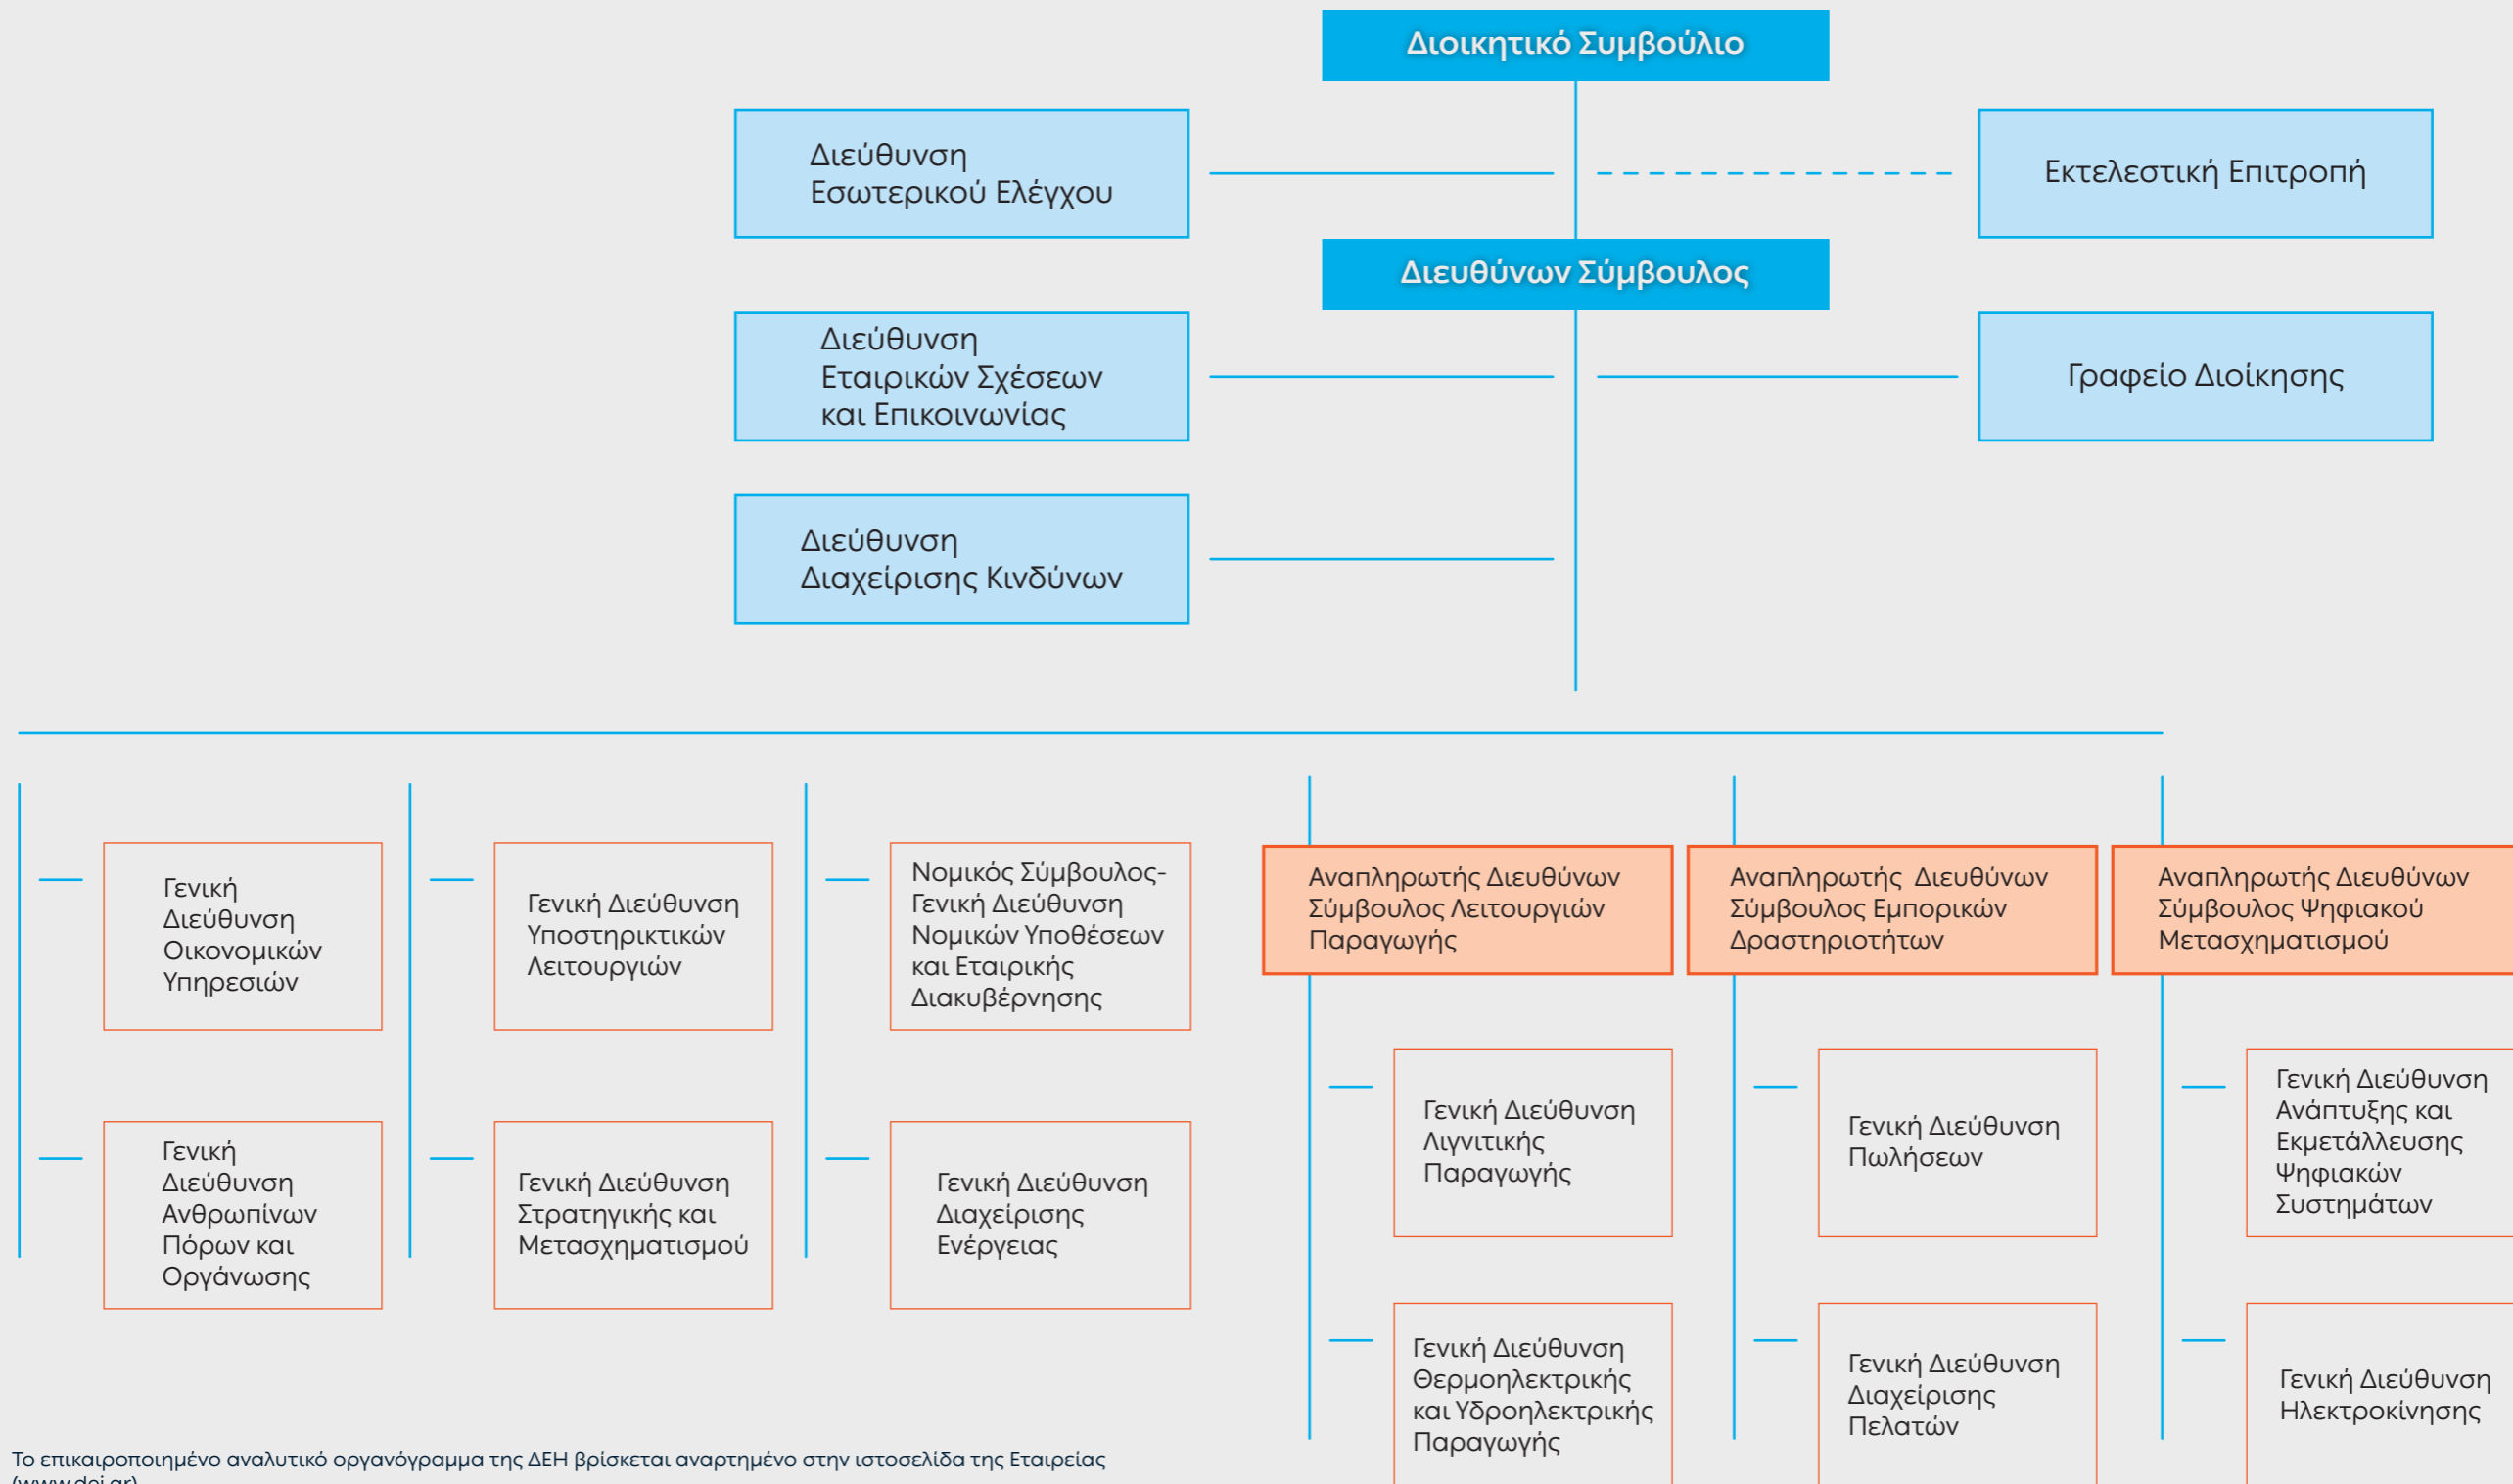 Διοικητικό Συμβούλιο
Διεύθυνση
Εσωτερικού Ελέγχου
Εκτελεστική Επιτροπή
Διευθύνων Σύμβουλος
Διεύθυνση
Εταιρικών Σχέσεων
και Επικοινωνίας
Γραφείο Διοίκησης
Διεύθυνση
Διαχείρισης Κινδύνων
Γενική
Διεύθυνση
Οικονομικών
Υπηρεσιών
Γενική Διεύθυνση
Υποστηρικτικών
Λειτουργιών
Νομικός Σύμβουλος-
Γενική Διεύθυνση
Νομικών Υποθέσεων
και Εταιρικής
Διακυβέρνησης
Αναπληρωτής Διευθύνων
Σύμβουλος Λειτουργιών
Παραγωγής
Αναπληρωτής Διευθύνων
Σύμβουλος Εμπορικών
Δραστηριοτήτων
Αναπληρωτής Διευθύνων
Σύμβουλος Ψηφιακού
Μετασχηματισμού
Γενική
Διεύθυνση
Ανθρωπίνων
Πόρων και
Οργάνωσης
Γενική Διεύθυνση
Στρατηγικής και
Μετασχηματισμού
Γενική Διεύθυνση
Διαχείρισης
Ενέργειας
Γενική Διεύθυνση
Λιγνιτικής
Παραγωγής
Γενική Διεύθυνση
Πωλήσεων
Γενική Διεύθυνση
Ανάπτυξης και
Εκμετάλλευσης
Ψηφιακών
Συστημάτων
Γενική Διεύθυνση
Θερμοηλεκτρικής
και Υδροηλεκτρικής
Παραγωγής
Γενική Διεύθυνση
Διαχείρισης
Πελατών
Γενική Διεύθυνση
Ηλεκτροκίνησης
Το επικαιροποιημένο αναλυτικό οργανόγραμμα της ΔΕΗ βρίσκεται αναρτημένο στην ιστοσελίδα της Εταιρείας
(www.dei.gr)